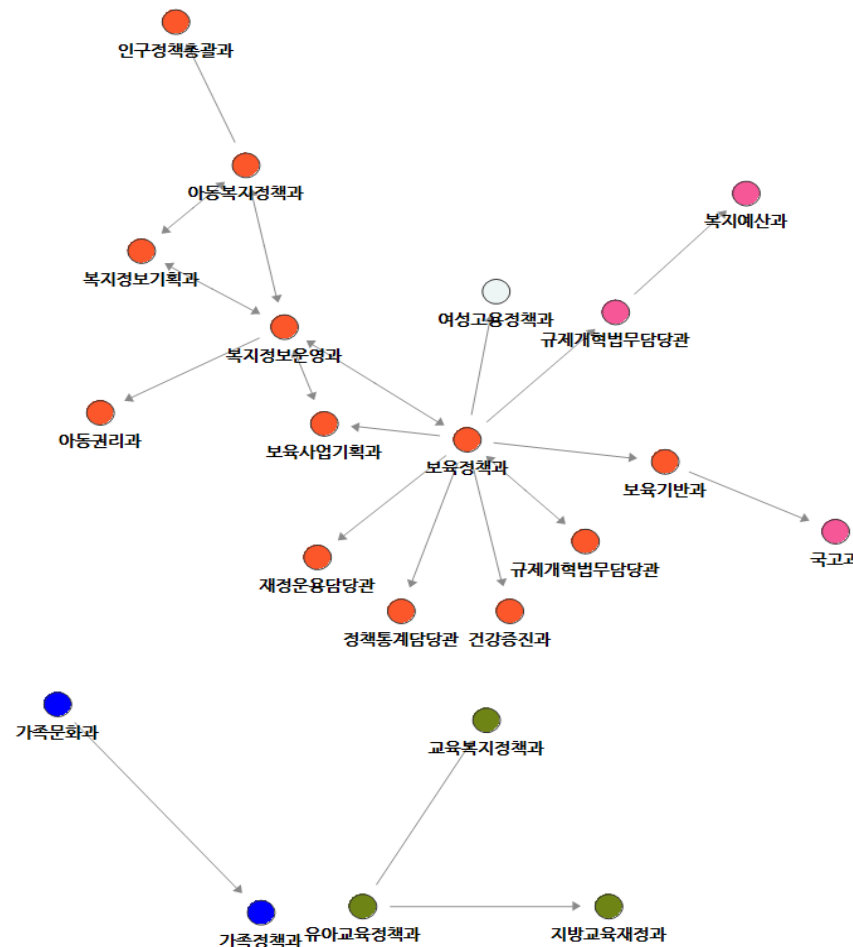 인구정책총괄과
아동복지정책과
복지예산과
복지정보기획과
여성고용정책과
규제개혁법무담당관
복지정보운영과
아동권리과
보육사업기획과
보육정책과
보육기반과
국고과
규제개혁법무담당관
재정운용담당관
정책통계담당관 건강증진과
가족문화과
교육복지정책과
가족정책과 유아교육정책과
지방교육재정과